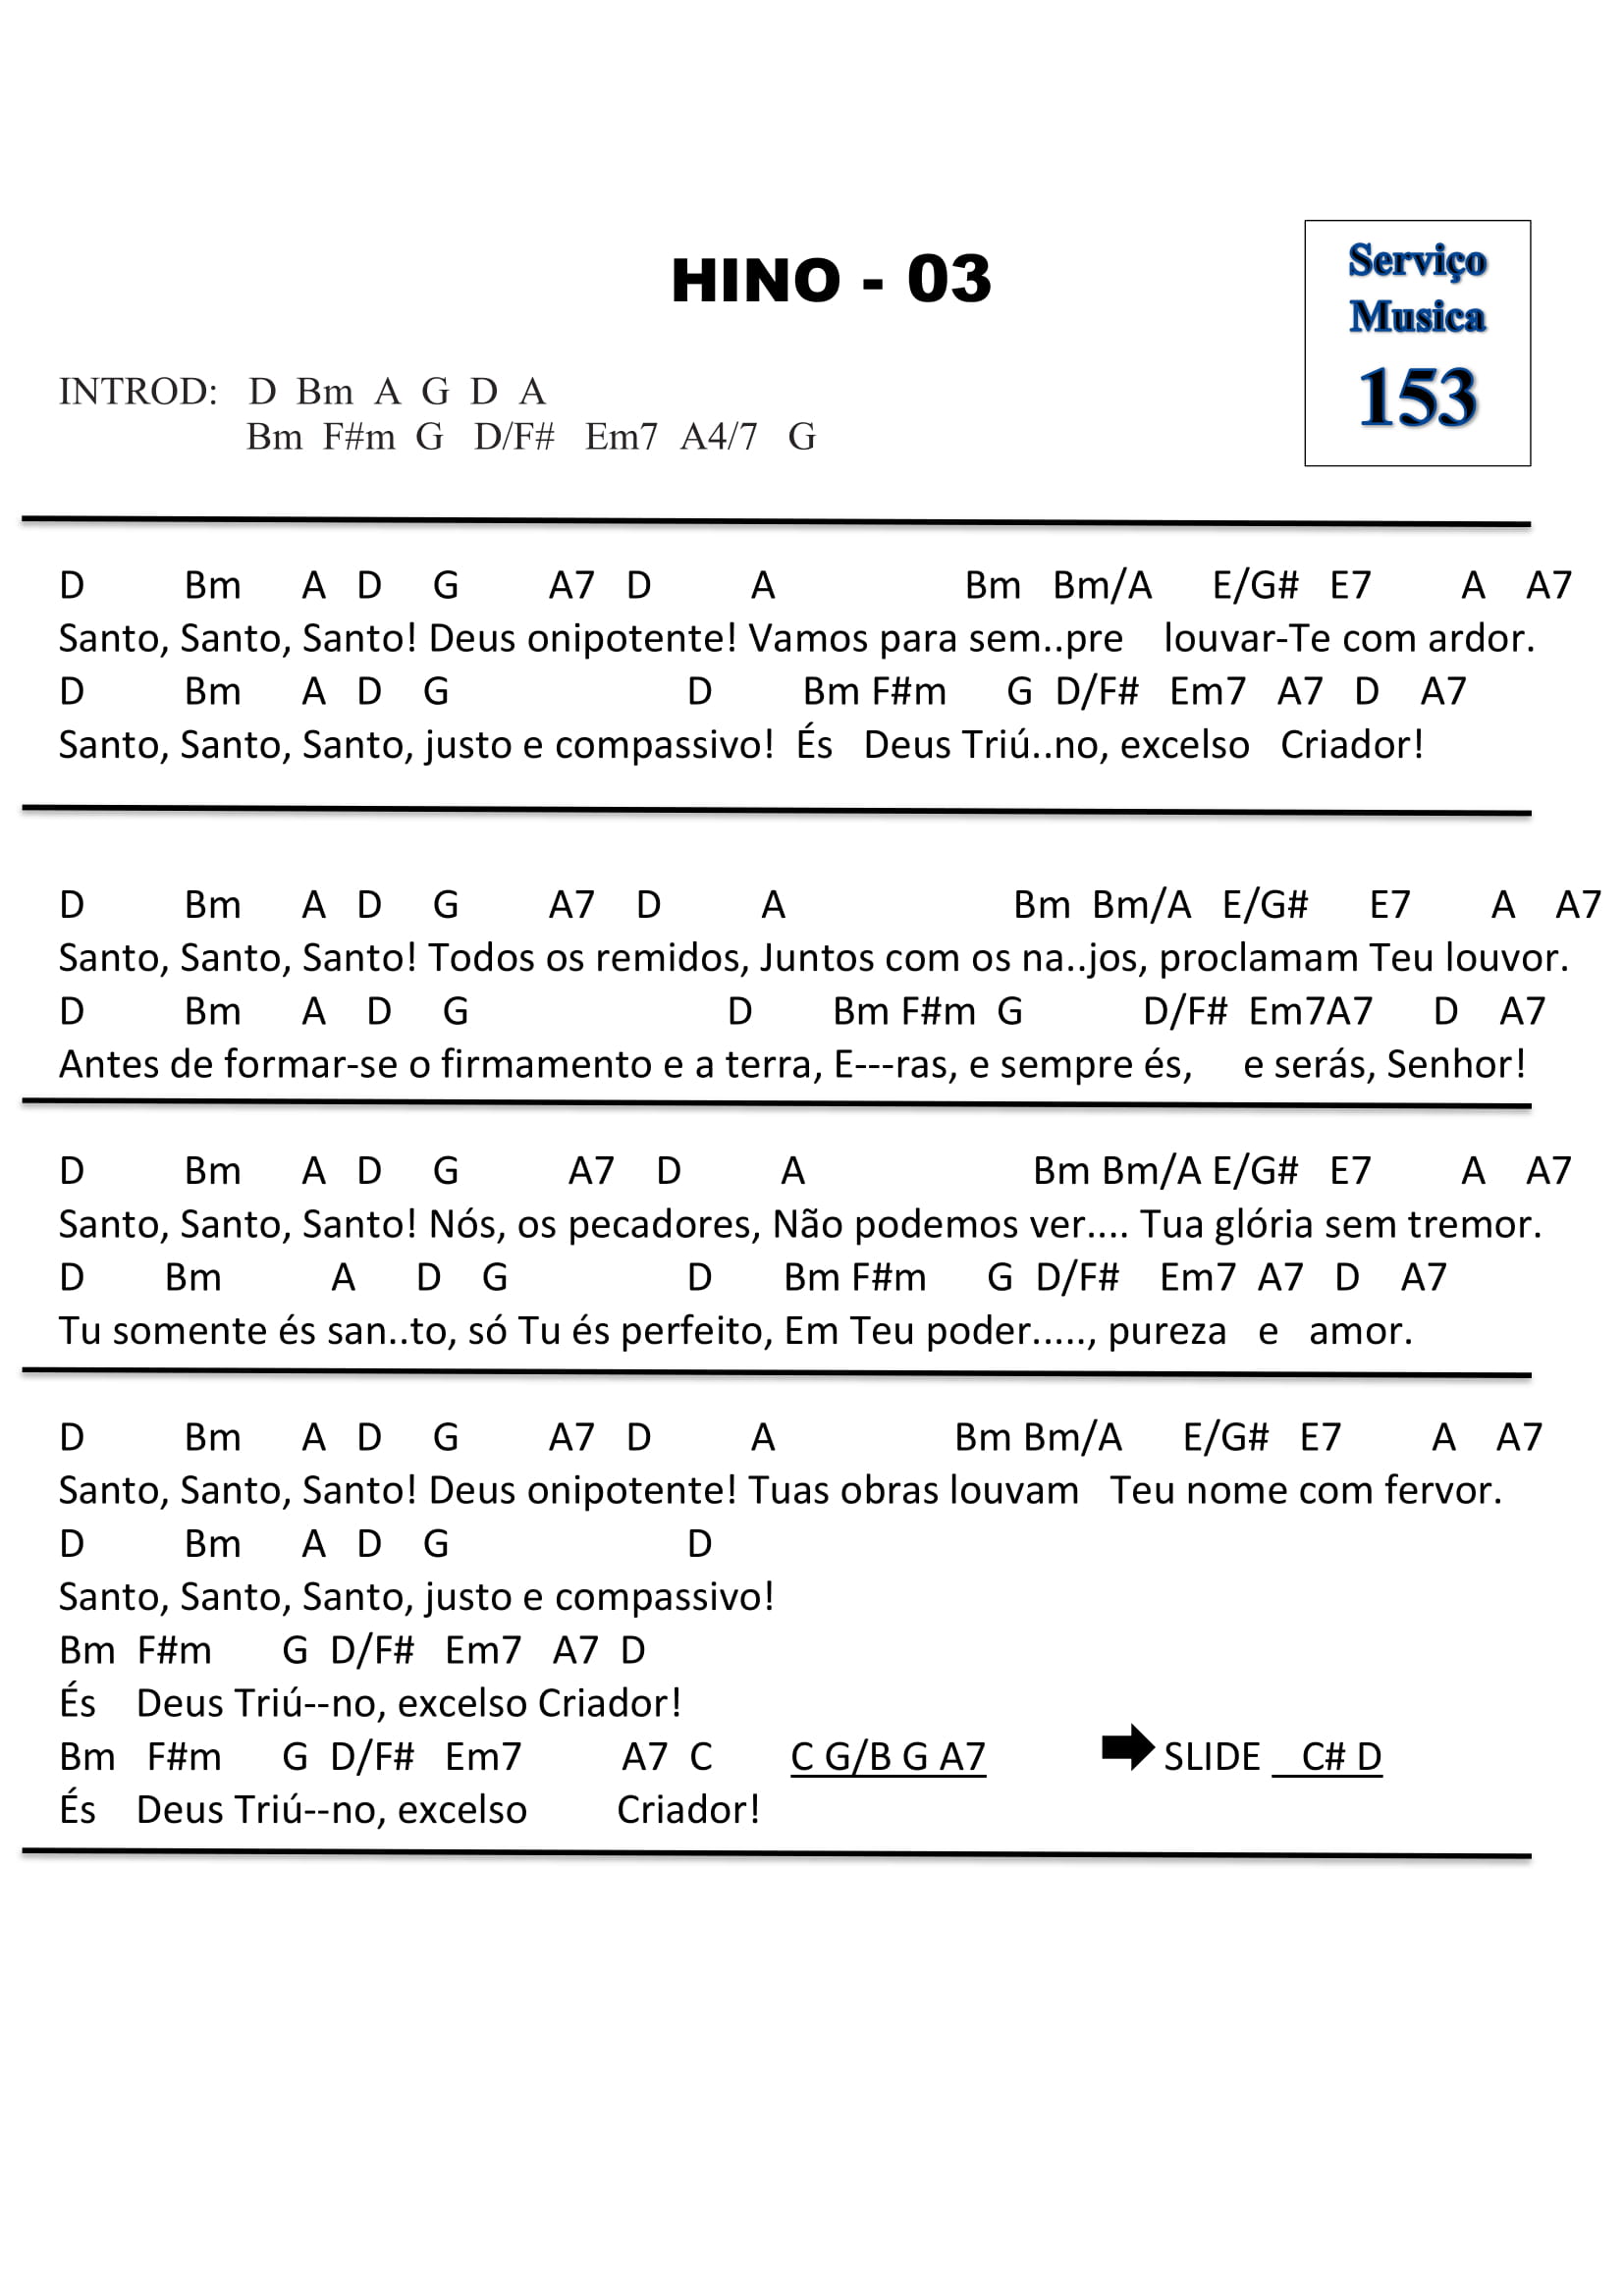 HINO - 03
Serviço
Musica
153
INTROD: D Bm A G D A
Bm F#m G D/F# Em7 A4/7 G
D Bm A D G A7 D A Bm Bm/A E/G# E7 A A7
Santo, Santo, Santo! Deus onipotente! Vamos para sem..pre louvar-Te com ardor.
D Bm A D G D Bm F#m G D/F# Em7 A7 D A7
Santo, Santo, Santo, justo e compassivo! És Deus Triú..no, excelso Criador!
D Bm A D G A7 D A Bm Bm/A E/G# E7 A A7
Santo, Santo, Santo! Todos os remidos, Juntos com os na..jos, proclamam Teu louvor.
D Bm A D G D Bm F#m G D/F# Em7A7 D A7
Antes de formar-se o firmamento e a terra, E---ras, e sempre és, e serás, Senhor!
D Bm A D G A7 D A Bm Bm/A E/G# E7 A A7
Santo, Santo, Santo! Nós, os pecadores, Não podemos ver.... Tua glória sem tremor.
D Bm A D G D Bm F#m G D/F# Em7 A7 D A7
Tu somente és san..to, só Tu és perfeito, Em Teu poder....., pureza e amor.
D Bm A D G A7 D A Bm Bm/A E/G# E7 A A7
Santo, Santo, Santo! Deus onipotente! Tuas obras louvam Teu nome com fervor.
D Bm A D G D
Santo, Santo, Santo, justo e compassivo!
Bm F#m G D/F# Em7 A7 D
És Deus Triú--no, excelso Criador!
Bm F#m G D/F# Em7 A7 C C G/B G A7 SLIDE C# D
És Deus Triú--no, excelso Criador!